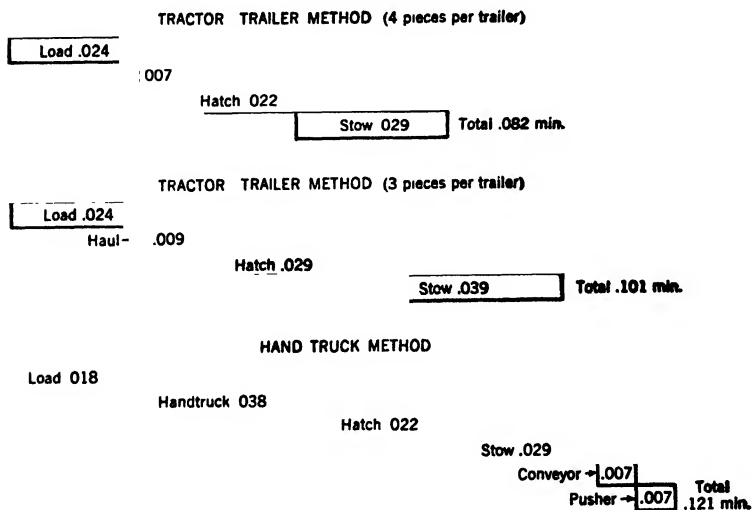 TRACTOR TRAILER METHOD (4 pieces per trailer)
Load .024
007
Hatch 022
Stow 029 Total .082 min.
TRACTOR TRAILER METHOD (3 pieces per trailer)
Load .024
Haul- .009
Hatch .029
Stow .039 Total .101 min.
HAND TRUCK METHOD
Load 018
Handtruck 038
Hatch 022
Stow .029
Conveyor .007
Pusher .007 Total
.121 min.